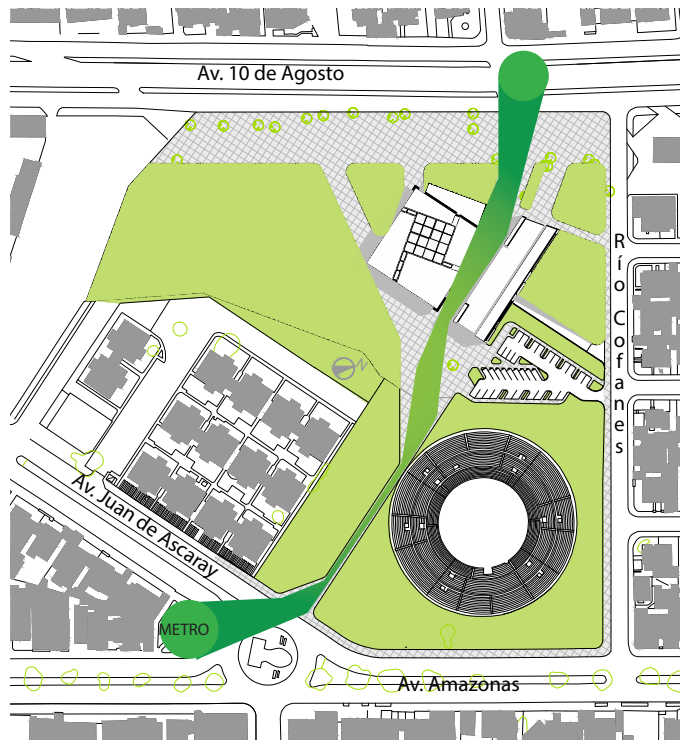 Av. 10 de Agosto
Río Cofanes
N
Av. Juan de Ascaray
METRO
Av. Amazonas